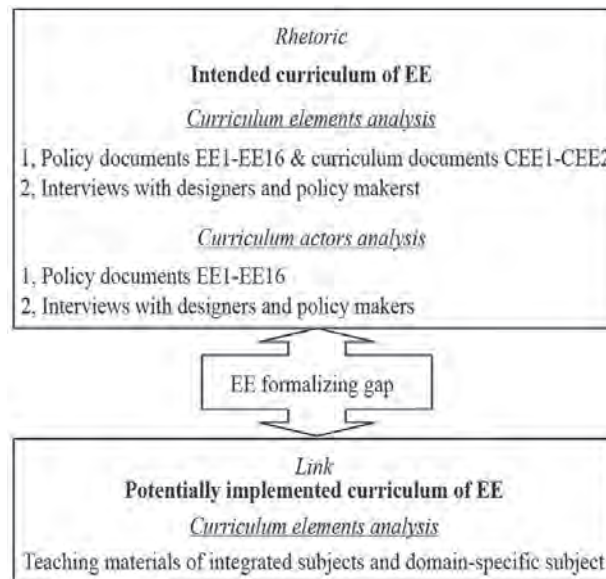 Rhetoric
Intended curriculum of EE
Curriculum elements analysis
1, Policy documents EE1-EE16 & curriculum documents CEE1-CEE2
2, Interviews with designers and policy makerst
Curriculum actors analysis
1, Policy documents EE1-EE16
2, Interviews with designers and policy makers
EE formalizing gap
Link
Potentially implemented curriculum of EE
Curriculum elements analysis
Teaching materials of integrated subjects and domain-specific subject